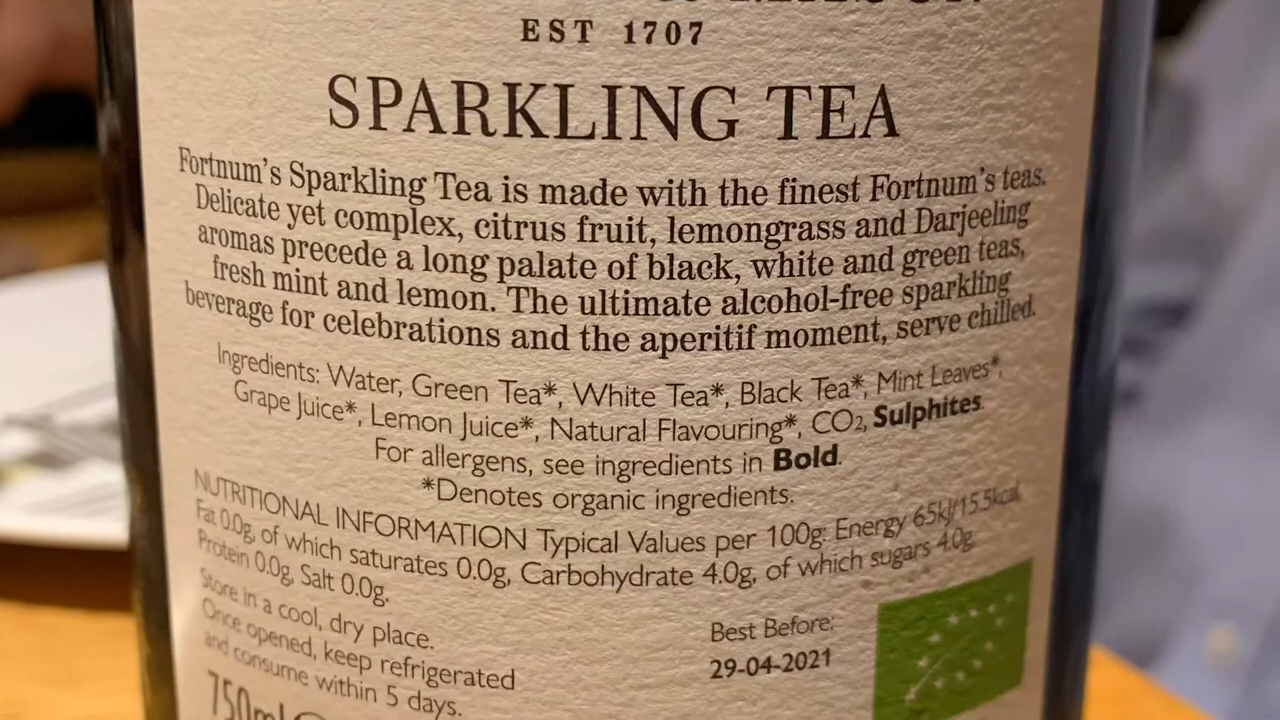 EST 1707
SPARKLING TEA
Fortnum's Sparkling Tea is made with the finest Fortnum's teas.
Delicate yet complex, citrus fruit, lemongrass and Darjeeling
aromas precede a long palate of black, white and green teas,
fresh mint and lemon. The ultimate alcohol-free sparkling
beverage for celebrations and the aperitif moment, serve chilled.
Ingredients: Water, Green Tea*, White Tea*, Black Tea*, Mint Leaves*,
Grape Juice*, Lemon Juice*, Natural Flavouring*, CO2, Sulphites.
For allergens, see ingredients in Bold.
*Denotes organic ingredients.
NUTRITIONAL INFORMATION Typical Values per 100g: Energy 65kJ/15.5kcal,
Fat 0.0g, of which saturates 0.0g, Carbohydrate 4.0g, of which sugars 4.0g
Protein 0.0g, Salt 0.0g.
Store in a cool, dry place.
Once opened, keep refrigerated
and consume within 5 days.
Best Before:
29-04-2021
750ml